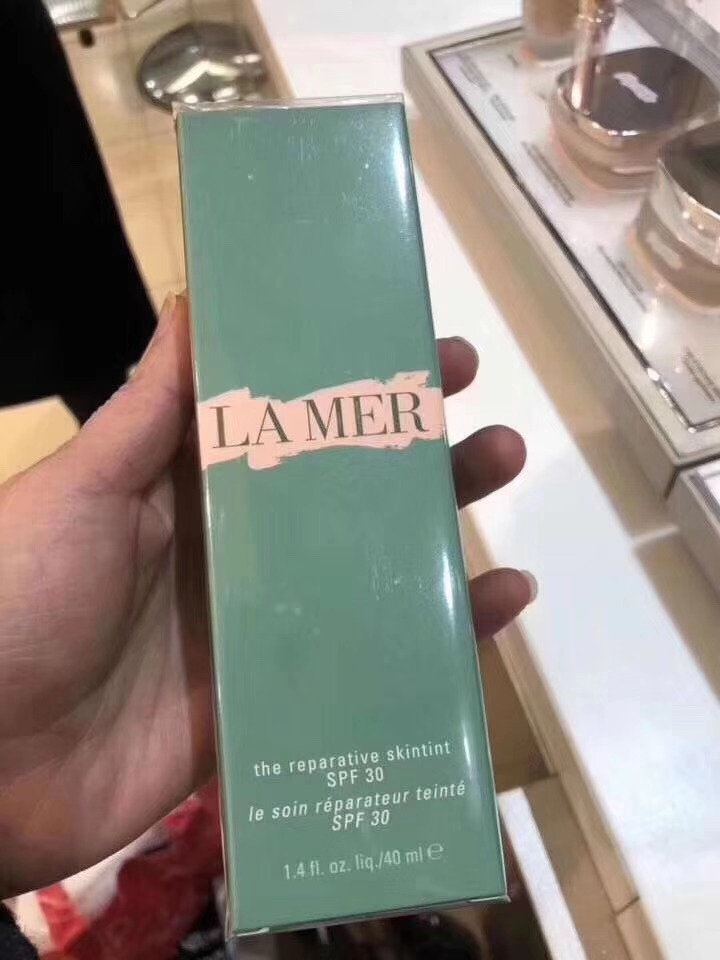 LA MER
the reparative skintint
SPF 30
le soin réparateur teinté
SPF 30
1.4 fl. oz. liq./40 ml ℮